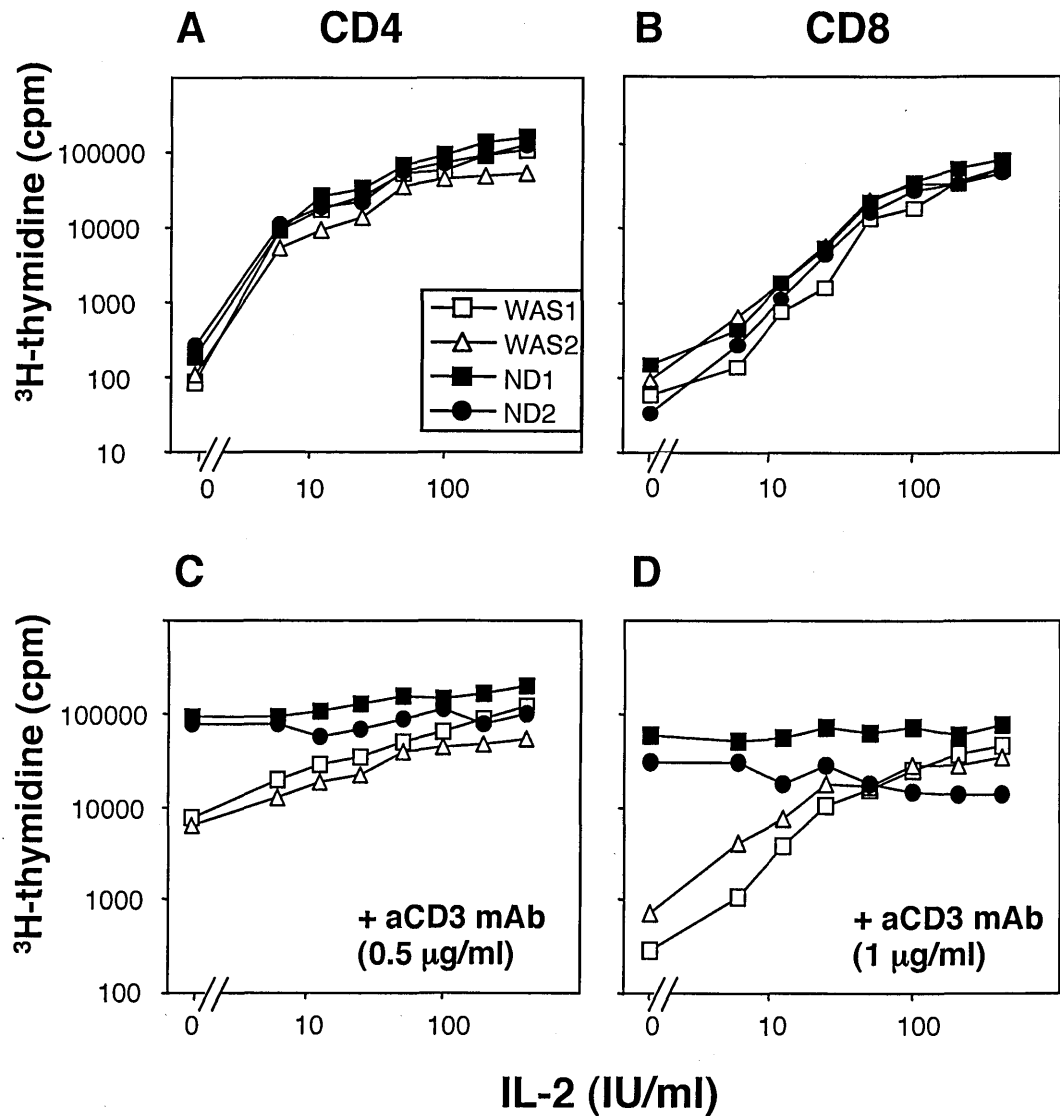 A CD4
B CD8
³H-thymidine (cpm)
100000
10000
1000
100
10
WAS1
WAS2
ND1
ND2
0 10 100
0 10 100
C
D
³H-thymidine (cpm)
100000
10000
1000
100
+ aCD3 mAb
(0.5 µg/ml)
+ aCD3 mAb
(1 µg/ml)
0 10 100
0 10 100
IL-2 (IU/ml)